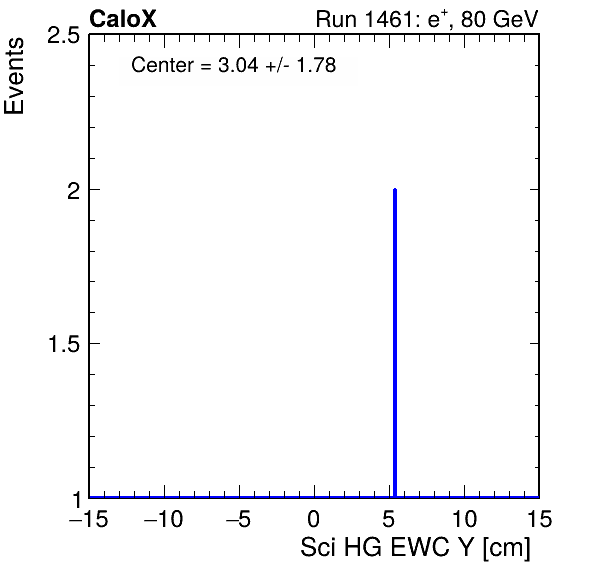 CaloX Run 1461: e⁺, 80 GeV
Events
Center = 3.04 +/- 1.78
2.5
2
1.5
1
−15 −10 −5 0 5 10 15
Sci HG EWC Y [cm]